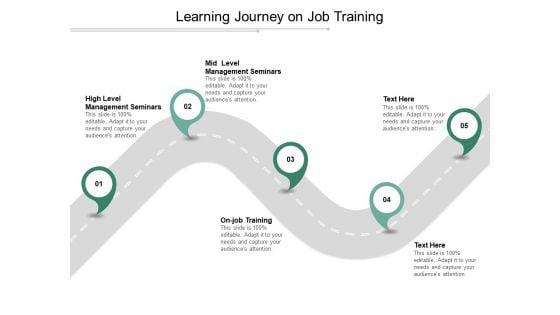 Learning Journey on Job Training
01
High Level
Management Seminars
This slide is 100%
editable. Adapt it to your
needs and capture your
audience's attention.
02
Mid Level
Management Seminars
This slide is 100%
editable. Adapt it to your
needs and capture your
audience's attention.
03
On-job Training
This slide is 100%
editable. Adapt it to your
needs and capture your
audience's attention.
04
Text Here
This slide is 100%
editable. Adapt it to your
needs and capture your
audience's attention.
05
Text Here
This slide is 100%
editable. Adapt it to your
needs and capture your
audience's attention.